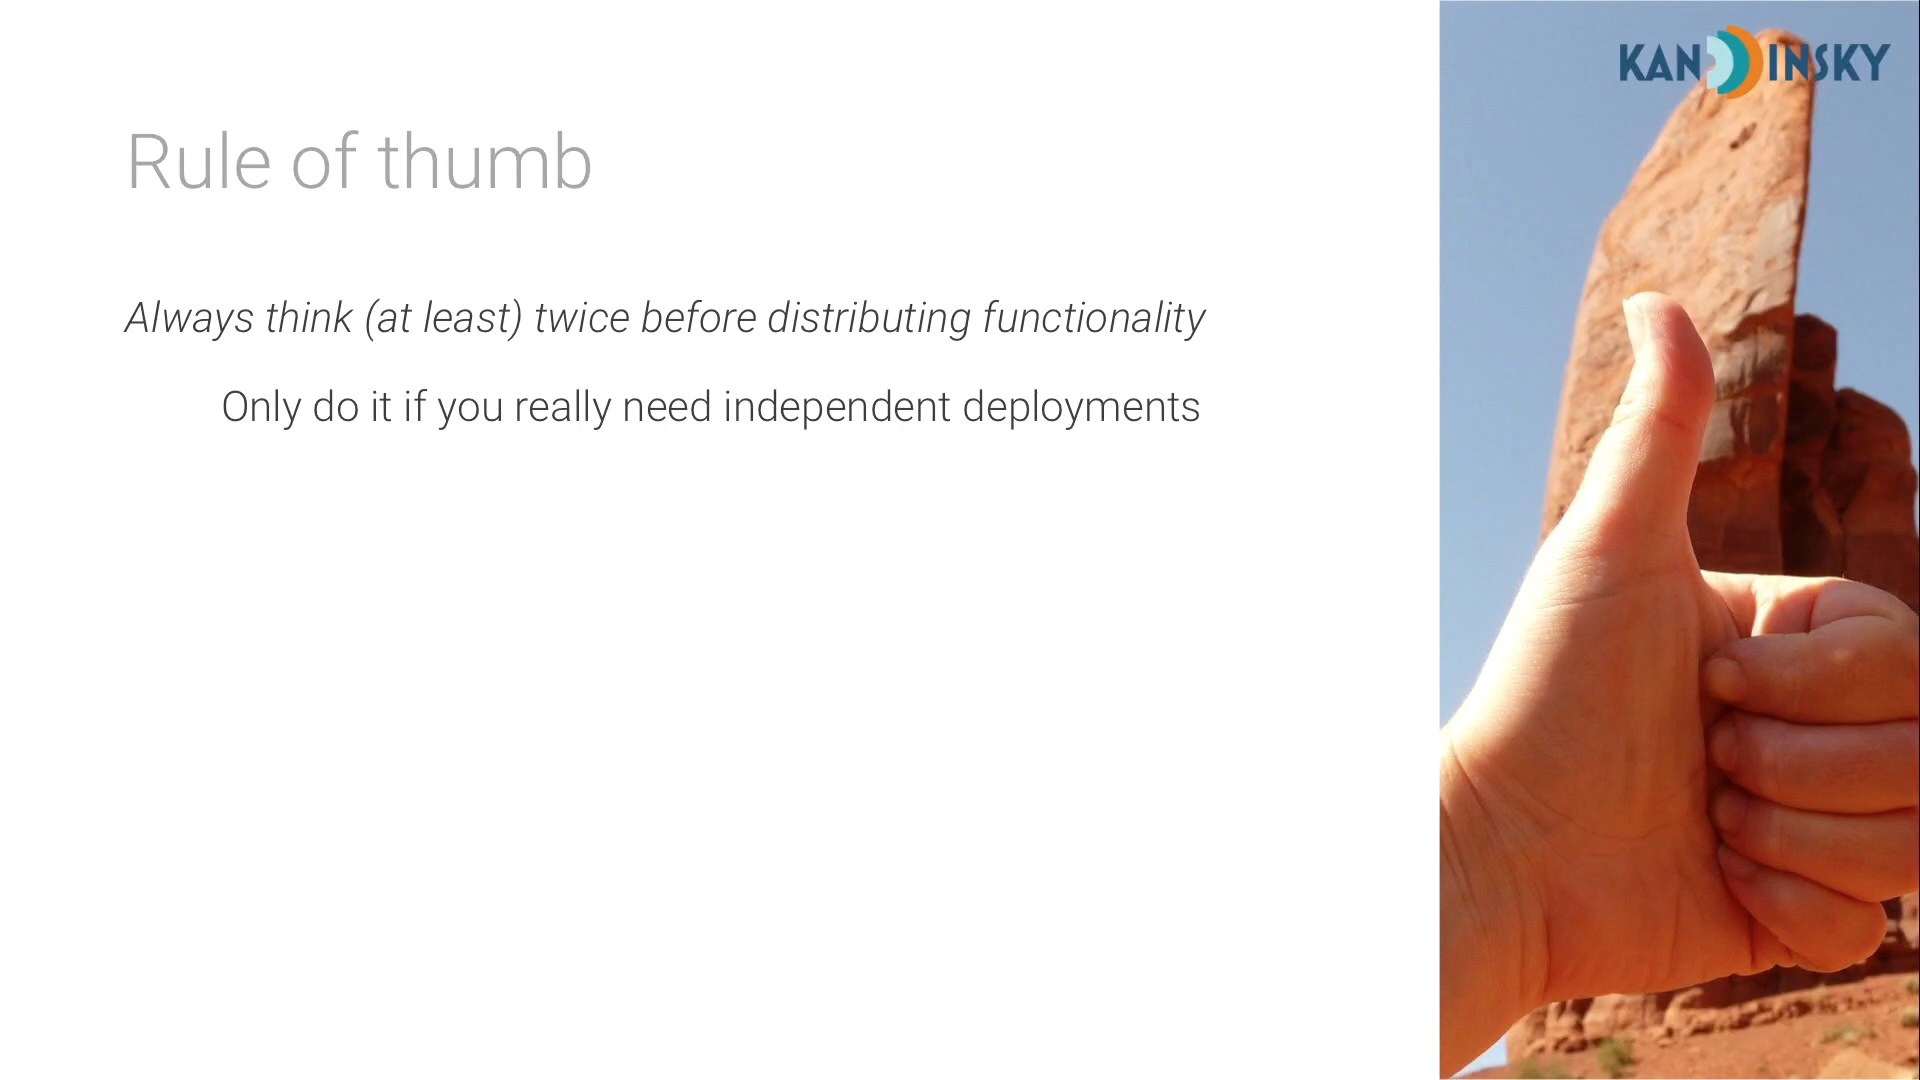 KANDINSKY
Rule of thumb
Always think (at least) twice before distributing functionality
Only do it if you really need independent deployments